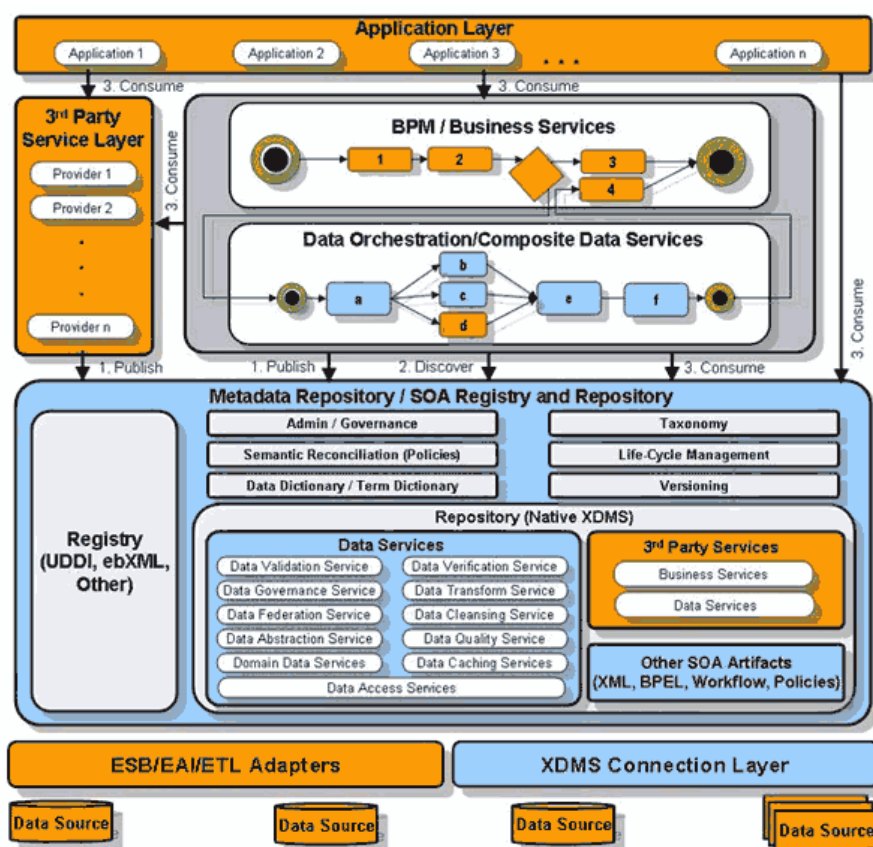 Application Layer
Application 1
Application 2
Application 3
. . .
Application n
3. Consume
3. Consume
3rd Party
Service Layer
Provider 1
Provider 2
.
.
.
Provider n
3. Consume
BPM / Business Services
1
2
3
4
Data Orchestration/Composite Data Services
a
b
c
d
e
f
3. Consume
1. Publish
1. Publish
2. Discover
3. Consume
Metadata Repository / SOA Registry and Repository
Admin / Governance
Taxonomy
Semantic Reconciliation (Policies)
Life-Cycle Management
Data Dictionary / Term Dictionary
Versioning
Registry
(UDDI, ebXML,
Other)
Repository (Native XDMS)
Data Services
Data Validation Service
Data Verification Service
Data Governance Service
Data Transform Service
Data Federation Service
Data Cleansing Service
Data Abstraction Service
Data Quality Service
Domain Data Services
Data Caching Services
Data Access Services
3rd Party Services
Business Services
Data Services
Other SOA Artifacts
(XML, BPEL, Workflow, Policies)
ESB/EAI/ETL Adapters
XDMS Connection Layer
Data Source
Data Source
Data Source
Data Source